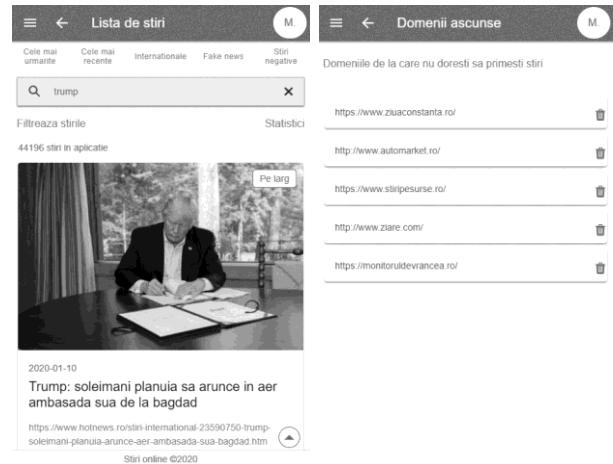 Lista de stiri
M.
Cele mai urmarite
Cele mai recente
Internationale
Fake news
Stiri negative
trump
Filtreaza stirile
Statistici
44196 stiri in aplicatie
Pe larg
2020-01-10
Trump: soleimani planuia sa arunce in aer
ambasada sua de la bagdad
https://www.hotnews.ro/stiri-international-23590750-trump-
soleimani-planuia-arunce-aer-ambasada-sua-bagdad.htm
Stiri online ©2020
Domenii ascunse
M.
Domeniile de la care nu doresti sa primesti stiri
https://www.ziuaconstanta.ro/
http://www.automarket.ro/
https://www.stiripesurse.ro/
http://www.ziare.com/
https://monitoruldevrancea.ro/